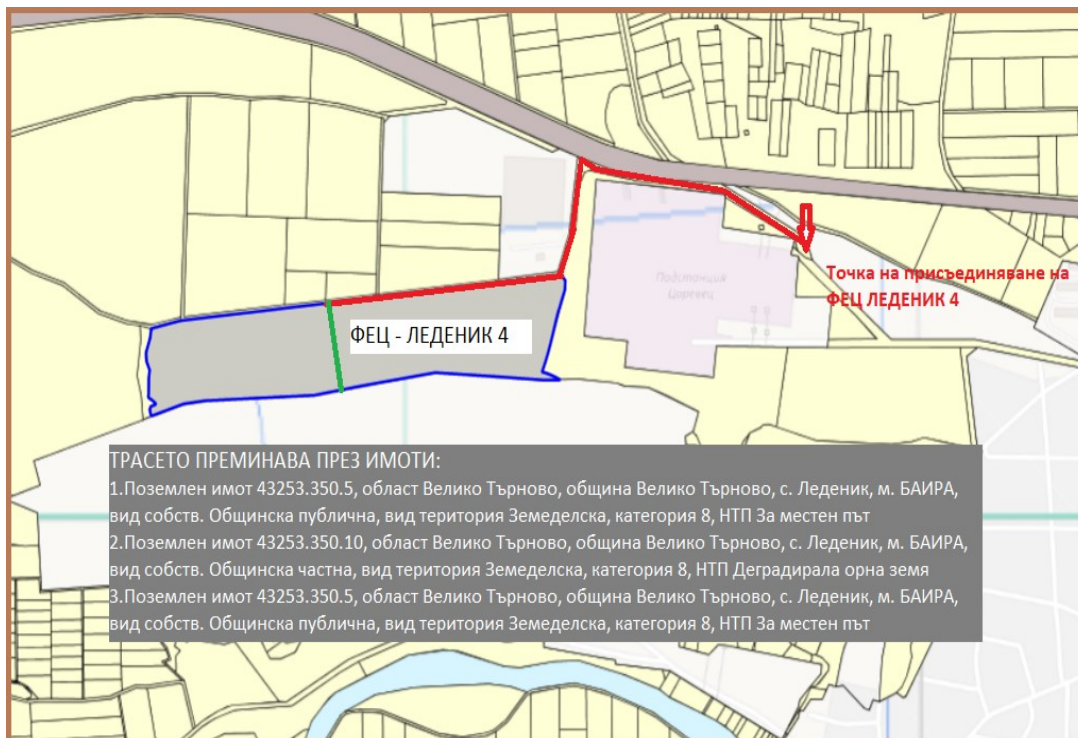 Подстанция
Царевец
Точка на присъединяване на
ФЕЦ ЛЕДЕНИК 4
ФЕЦ - ЛЕДЕНИК 4
ТРАСЕТО ПРЕМИНАВА ПРЕЗ ИМОТИ:
1.Поземлен имот 43253.350.5, област Велико Търново, община Велико Търново, с. Леденик, м. БАИРА,
вид собств. Общинска публична, вид територия Земеделска, категория 8, НТП За местен път
2.Поземлен имот 43253.350.10, област Велико Търново, община Велико Търново, с. Леденик, м. БАИРА,
вид собств. Общинска частна, вид територия Земеделска, категория 8, НТП Деградирала орна земя
3.Поземлен имот 43253.350.5, област Велико Търново, община Велико Търново, с. Леденик, м. БАИРА,
вид собств. Общинска публична, вид територия Земеделска, категория 8, НТП За местен път